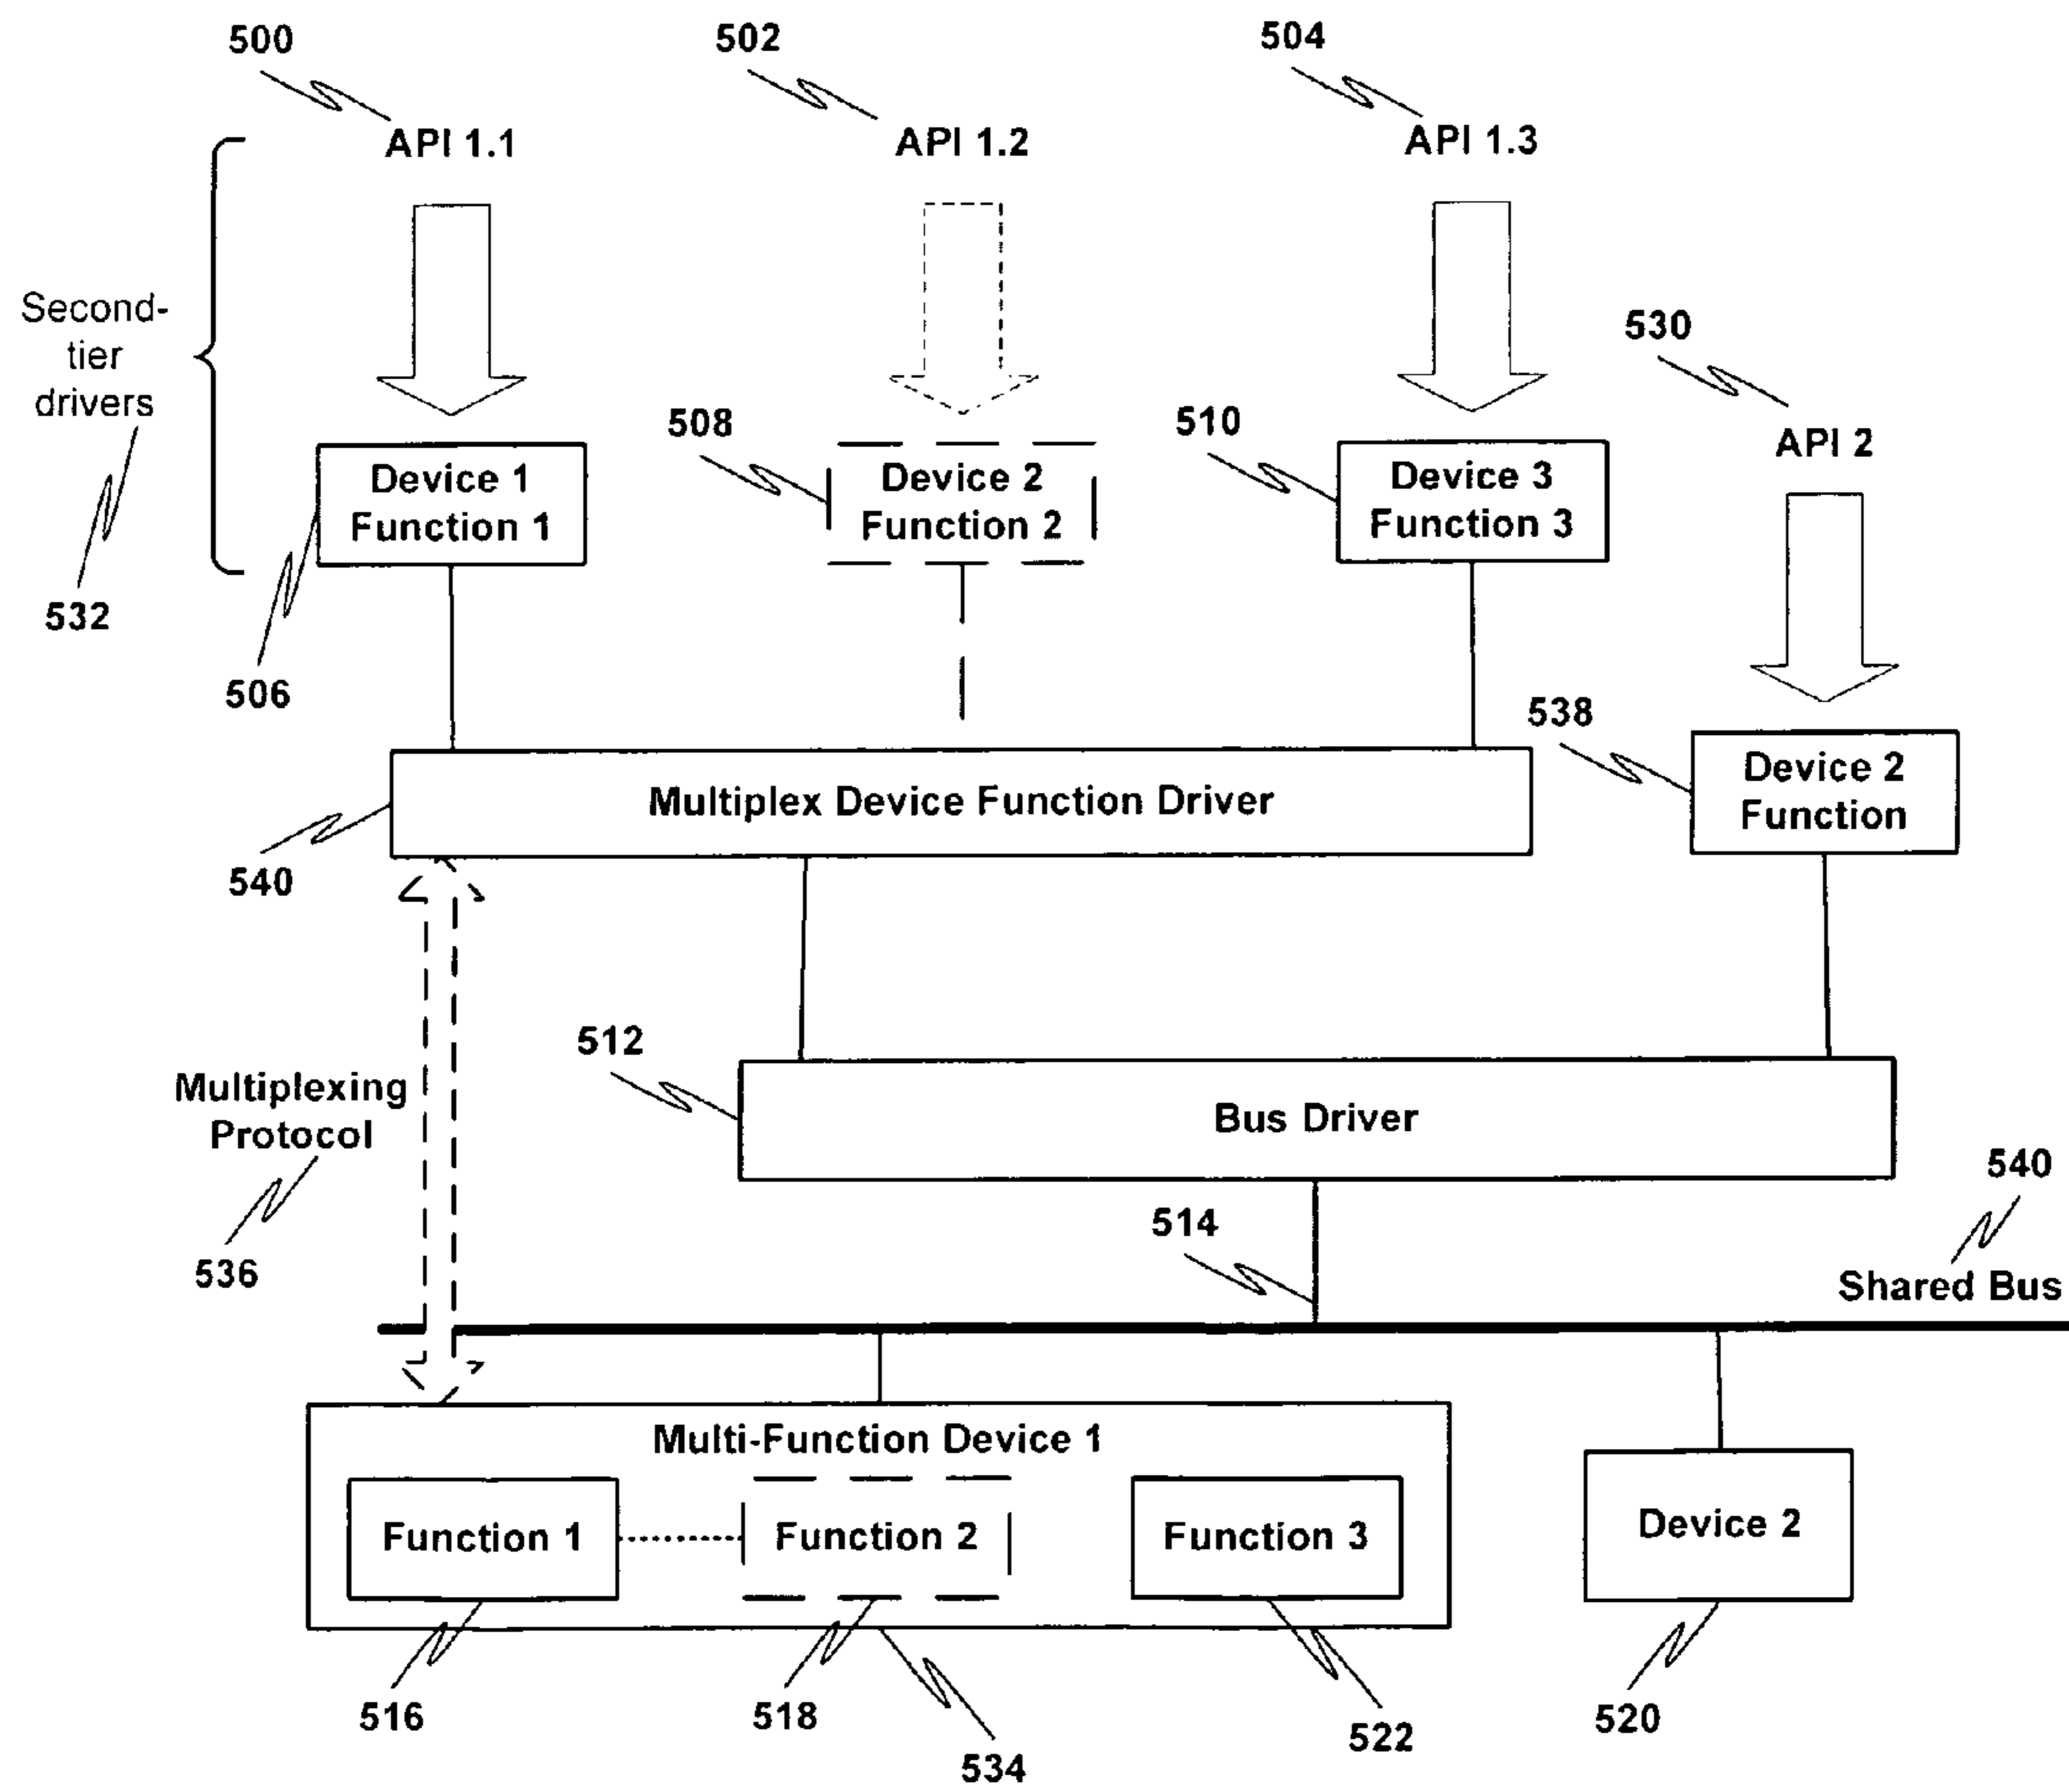 500
502
504
API 1.1
API 1.2
API 1.3
Second-
tier
drivers
530
API 2
508
510
Device 1
Function 1
Device 2
Function 2
Device 3
Function 3
532
506
538
Device 2
Function
Multiplex Device Function Driver
540
512
Multiplexing
Protocol
Bus Driver
536
514
540
Shared Bus
Multi-Function Device 1
Function 1
Function 2
Function 3
Device 2
516
518
534
522
520